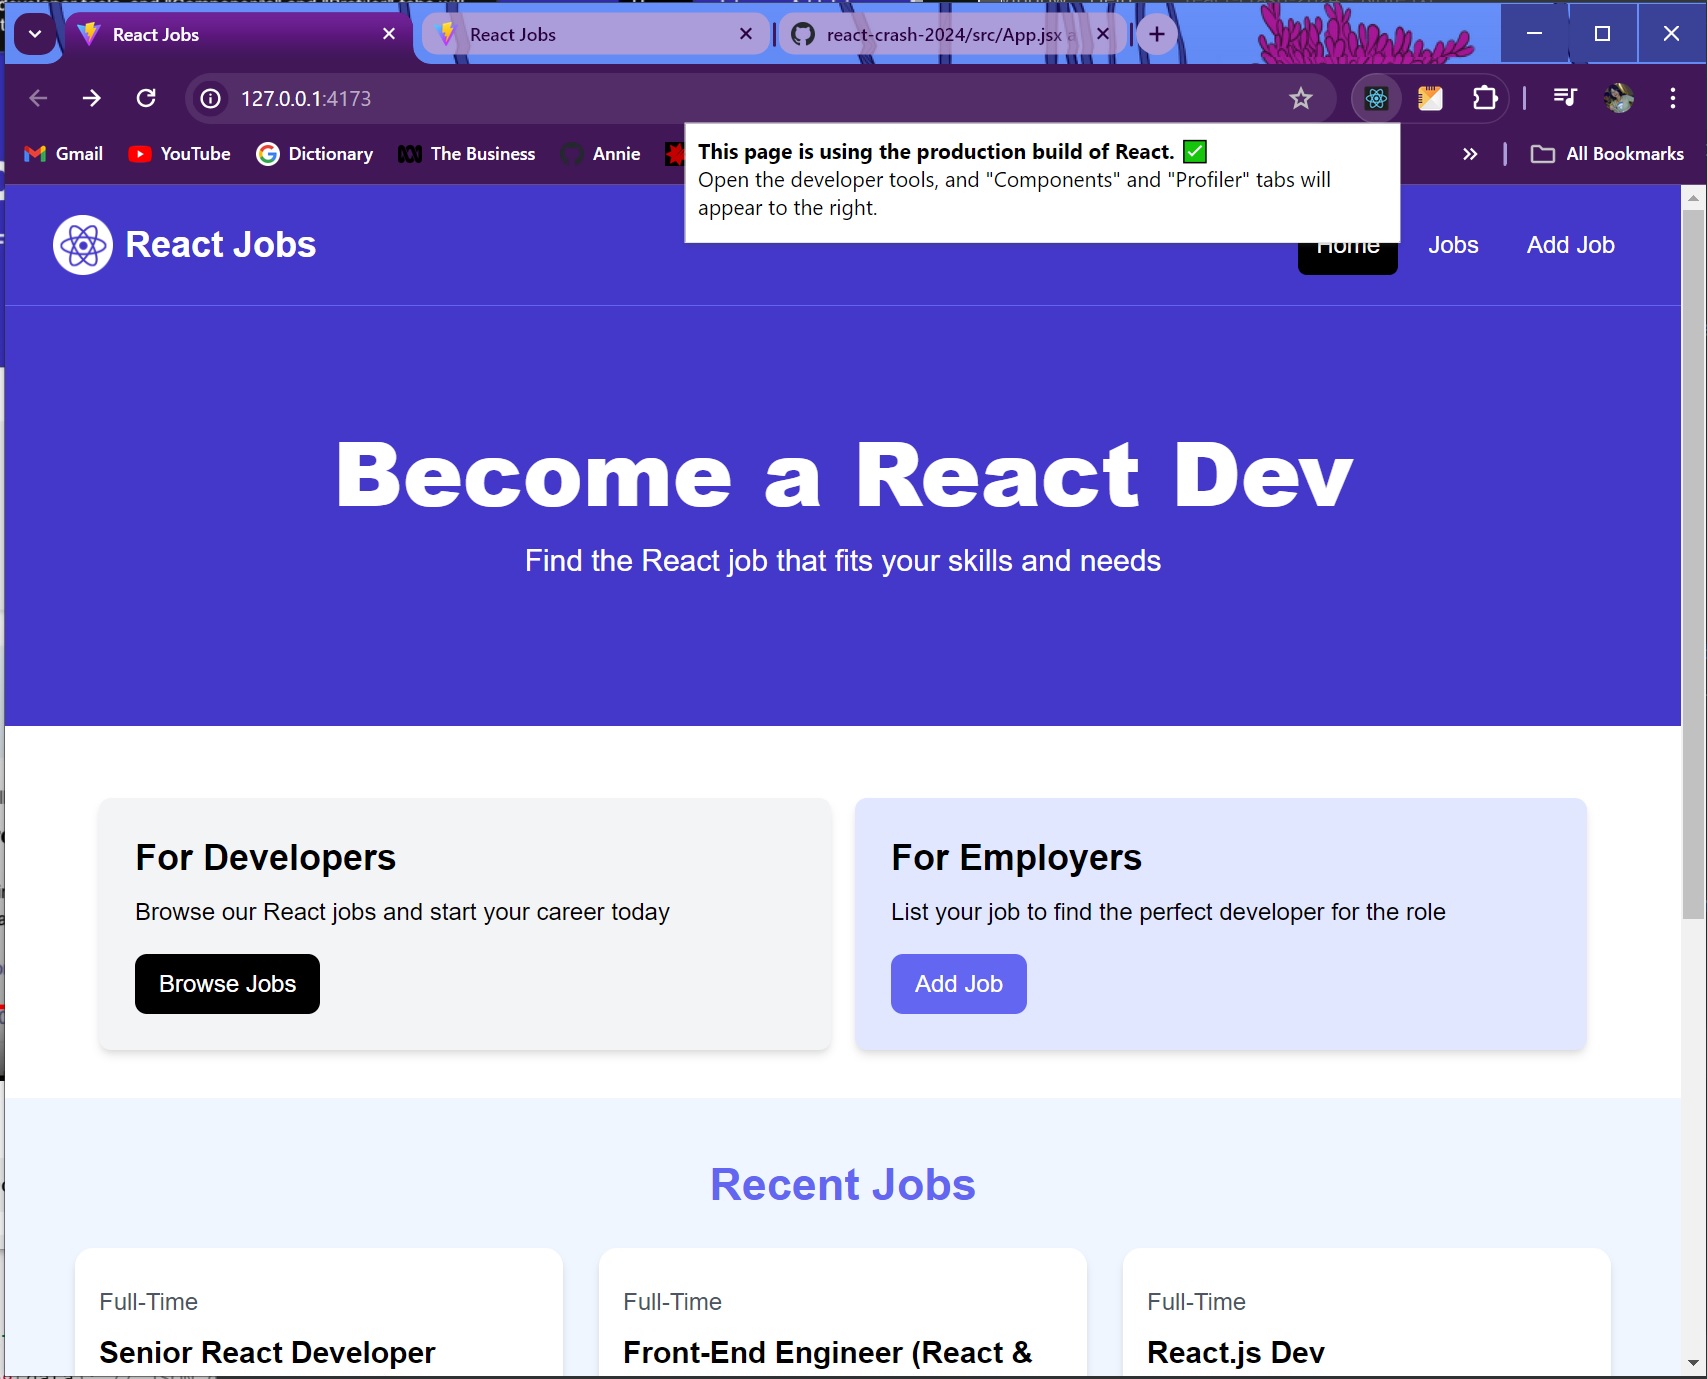 React Jobs
React Jobs
react-crash-2024/src/App.jsx a
127.0.0.1:4173
Gmail
YouTube
Dictionary
The Business
Annie
All Bookmarks
This page is using the production build of React. ✅
Open the developer tools, and "Components" and "Profiler" tabs will
appear to the right.
React Jobs
Home
Jobs
Add Job
Become a React Dev
Find the React job that fits your skills and needs
For Developers
Browse our React jobs and start your career today
Browse Jobs
For Employers
List your job to find the perfect developer for the role
Add Job
Recent Jobs
Full-Time
Senior React Developer
Full-Time
Front-End Engineer (React &
Full-Time
React.js Dev